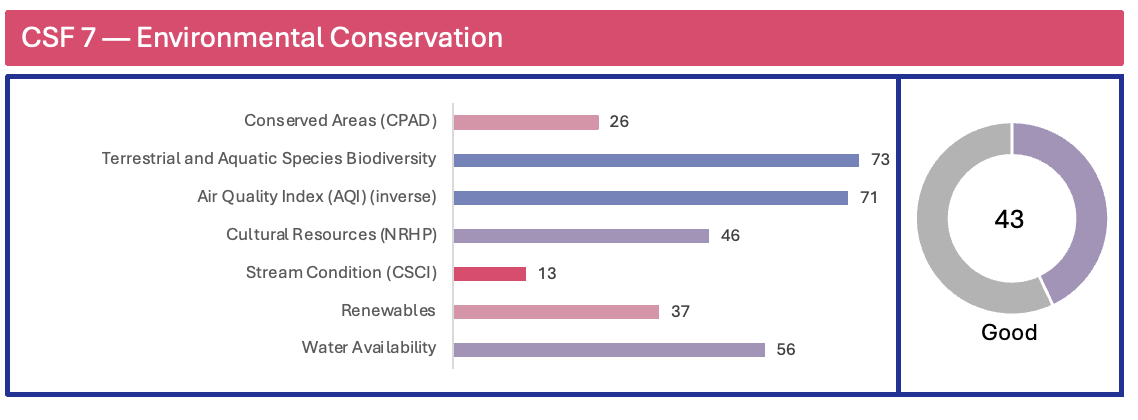 CSF 7 — Environmental Conservation
Conserved Areas (CPAD) 26
Terrestrial and Aquatic Species Biodiversity 73
Air Quality Index (AQI) (inverse) 71
Cultural Resources (NRHP) 46
Stream Condition (CSCI) 13
Renewables 37
Water Availability 56
43
Good